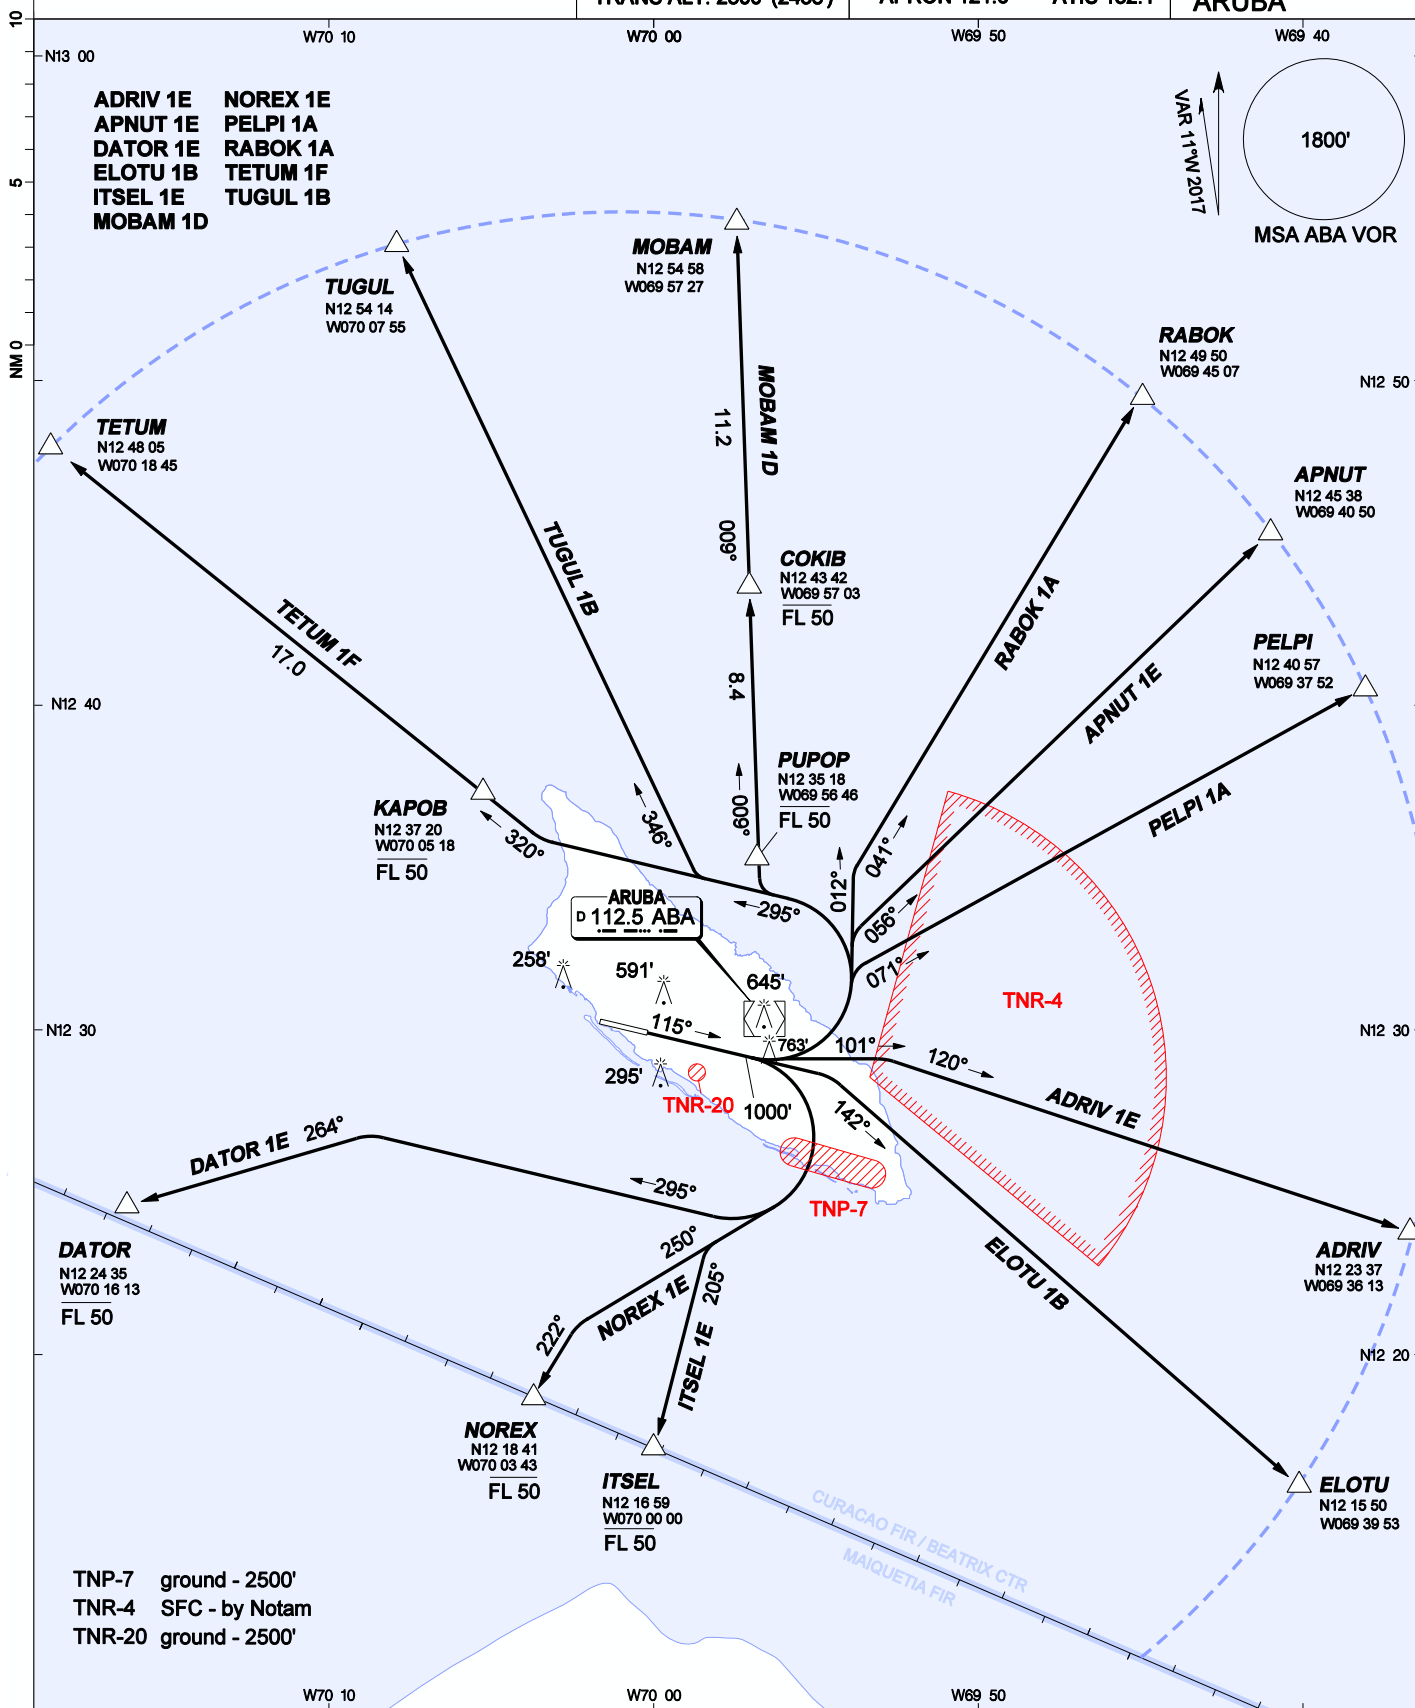 ARUBA
W70 10
W70 00
W69 50
W69 40
10
5
NM 0
N13 00
ADRIV 1E NOREX 1E
APNUT 1E PELPI 1A
DATOR 1E RABOK 1A
ELOTU 1B TETUM 1F
ITSEL 1E TUGUL 1B
MOBAM 1D
VAR 11°W 2017
1800'
MSA ABA VOR
MOBAM
N12 54 58
W069 57 27
TUGUL
N12 54 14
W070 07 55
RABOK
N12 49 50
W069 45 07
N12 50
TETUM
N12 48 05
W070 18 45
MOBAM 1D
11.2
009°
APNUT
N12 45 38
W069 40 50
TUGUL 1B
COKIB
N12 43 42
W069 57 03
FL 50
RABOK 1A
TETUM 1F
17.0
APNUT 1E
PELPI
N12 40 57
W069 37 52
8.4
N12 40
PUPOP
N12 35 18
W069 56 46
FL 50
009°
KAPOB
N12 37 20
W070 05 18
FL 50
320°
346°
PELPI 1A
012°
041°
056°
071°
295°
ARUBA
D 112.5 ABA
258'
591'
645'
TNR-4
N12 30
115°
763'
101°
120°
N12 30
295'
TNR-20
1000'
142°
ADRIV 1E
DATOR 1E 264°
295°
TNP-7
250°
205°
ELOTU 1B
DATOR
N12 24 35
W070 16 13
FL 50
ADRIV
N12 23 37
W069 36 13
NOREX 1E
222°
ITSEL 1E
N12 20
NOREX
N12 18 41
W070 03 43
FL 50
ITSEL
N12 16 59
W070 00 00
FL 50
ELOTU
N12 15 50
W069 39 53
CURACAO FIR / BEATRIX CTR
MAIQUETIA FIR
TNP-7 ground - 2500'
TNR-4 SFC - by Notam
TNR-20 ground - 2500'
W70 10
W70 00
W69 50